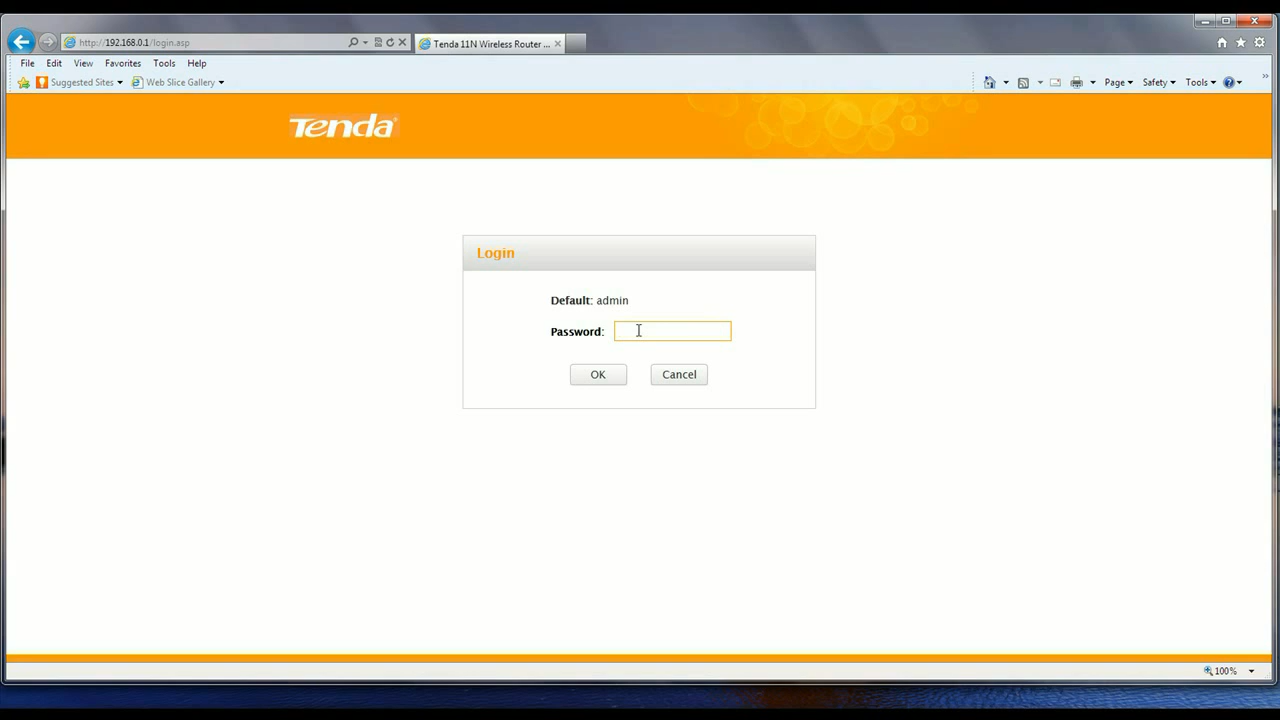 http://192.168.0.1/login.asp
Tenda 11N Wireless Router ...
File Edit View Favorites Tools Help
Suggested Sites Web Slice Gallery Page Safety Tools
Tenda
Login
Default: admin
Password:
OK Cancel
100%